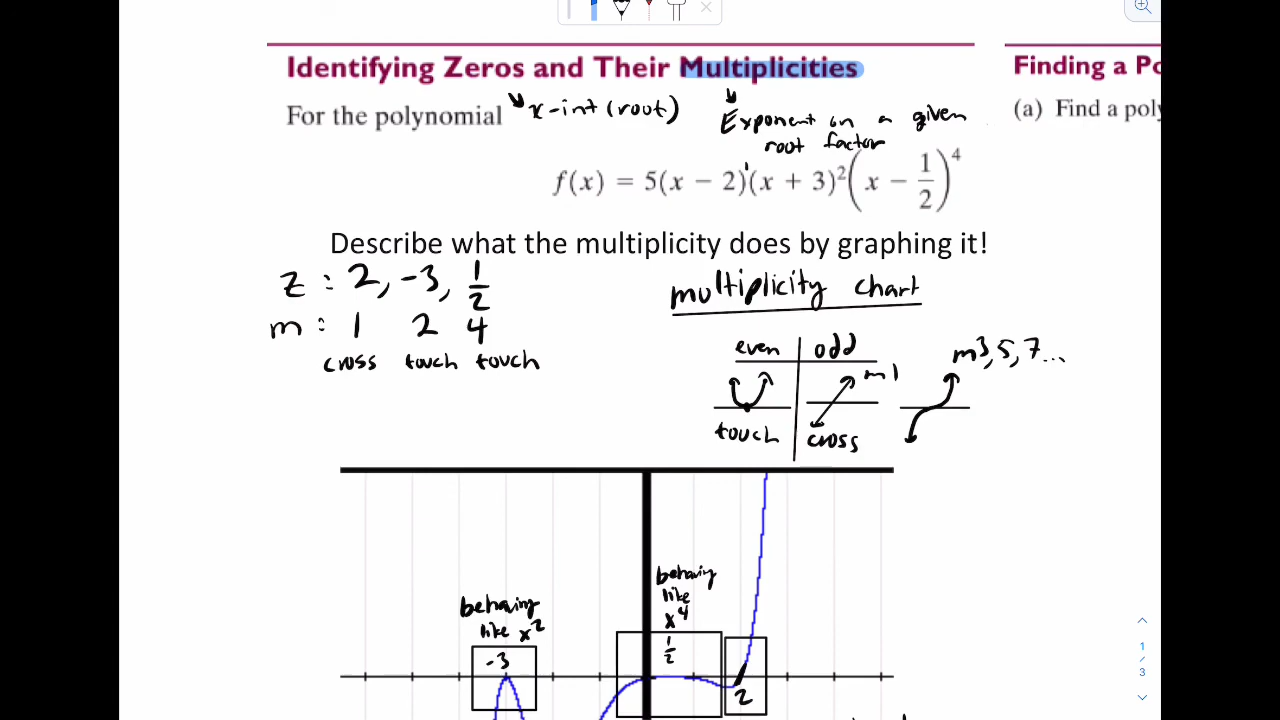 Identifying Zeros and Their Multiplicities
Finding a Po
For the polynomial
x-int (root)
Exponent on a given
root factor
(a) Find a poly
f(x) = 5(x − 2)¹(x + 3)²(x − 1/2)⁴
Describe what the multiplicity does by graphing it!
Z : 2, -3, 1/2
m : 1 2 4
cross touch touch
multiplicity chart
even odd
m1
m3,5,7...
touch cross
behaving
like x²
-3
behaving
like
x⁴
1/2
2
1
/
3